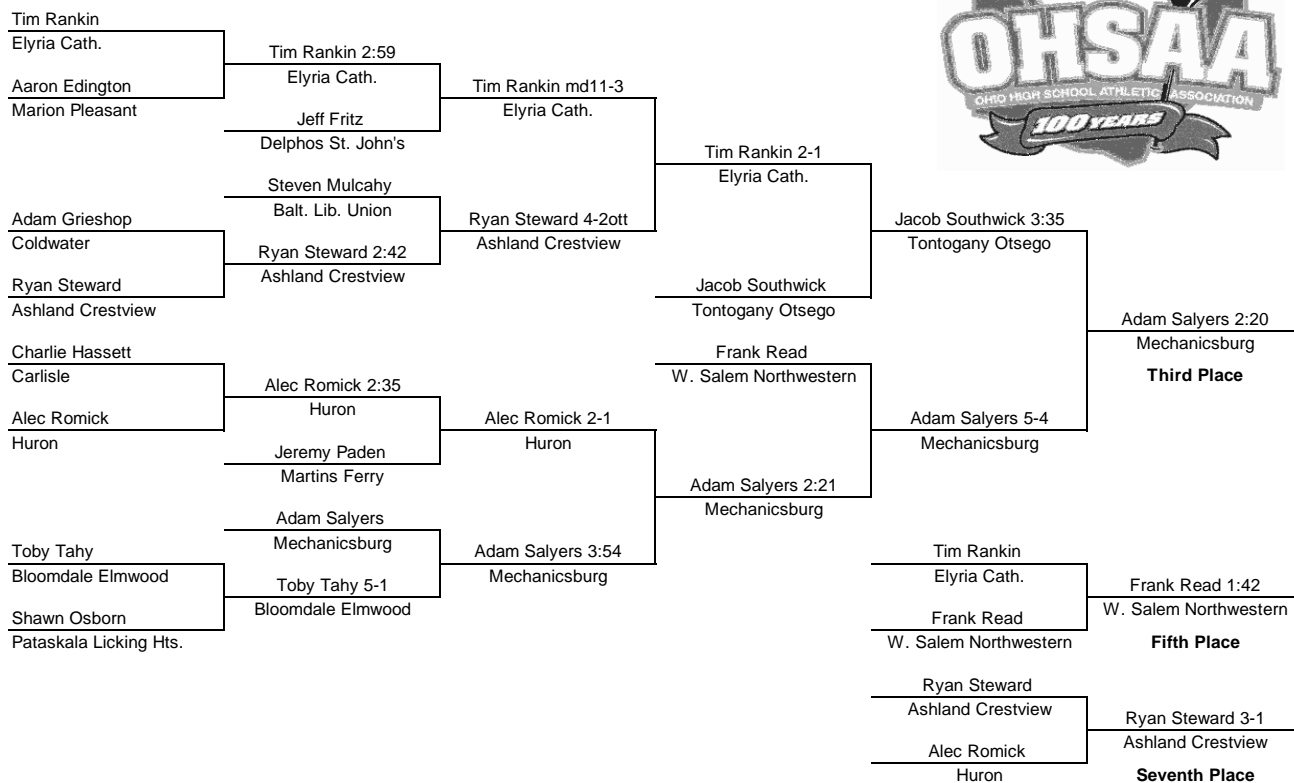 OHSAA
OHIO HIGH SCHOOL ATHLETIC ASSOCIATION
100 YEARS
Tim Rankin
Elyria Cath.
Aaron Edington
Marion Pleasant
Adam Grieshop
Coldwater
Ryan Steward
Ashland Crestview
Charlie Hassett
Carlisle
Alec Romick
Huron
Toby Tahy
Bloomdale Elmwood
Shawn Osborn
Pataskala Licking Hts.
Tim Rankin 2:59
Elyria Cath.
Jeff Fritz
Delphos St. John's
Steven Mulcahy
Balt. Lib. Union
Ryan Steward 2:42
Ashland Crestview
Alec Romick 2:35
Huron
Jeremy Paden
Martins Ferry
Adam Salyers
Mechanicsburg
Toby Tahy 5-1
Bloomdale Elmwood
Tim Rankin md11-3
Elyria Cath.
Ryan Steward 4-2ott
Ashland Crestview
Alec Romick 2-1
Huron
Adam Salyers 3:54
Mechanicsburg
Tim Rankin 2-1
Elyria Cath.
Jacob Southwick
Tontogany Otsego
Frank Read
W. Salem Northwestern
Adam Salyers 2:21
Mechanicsburg
Jacob Southwick 3:35
Tontogany Otsego
Adam Salyers 5-4
Mechanicsburg
Adam Salyers 2:20
Mechanicsburg
Third Place
Tim Rankin
Elyria Cath.
Frank Read
W. Salem Northwestern
Frank Read 1:42
W. Salem Northwestern
Fifth Place
Ryan Steward
Ashland Crestview
Alec Romick
Huron
Ryan Steward 3-1
Ashland Crestview
Seventh Place